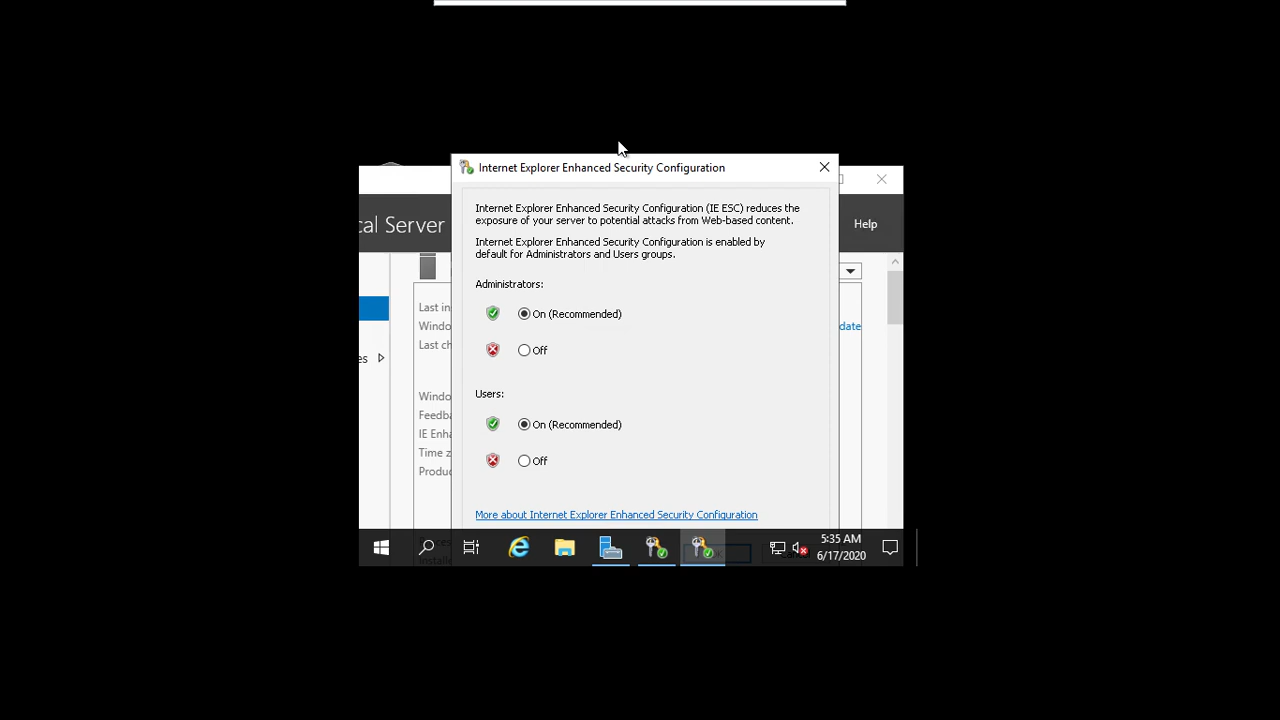 Internet Explorer Enhanced Security Configuration
Internet Explorer Enhanced Security Configuration (IE ESC) reduces the
exposure of your server to potential attacks from Web-based content.
Internet Explorer Enhanced Security Configuration is enabled by
default for Administrators and Users groups.
Administrators:
On (Recommended)
Off
Users:
On (Recommended)
Off
More about Internet Explorer Enhanced Security Configuration
cal Server
Help
Last in
Windo
date
Last ch
es
Windo
Feedba
IE Enha
Time z
Produc
5:35 AM
6/17/2020